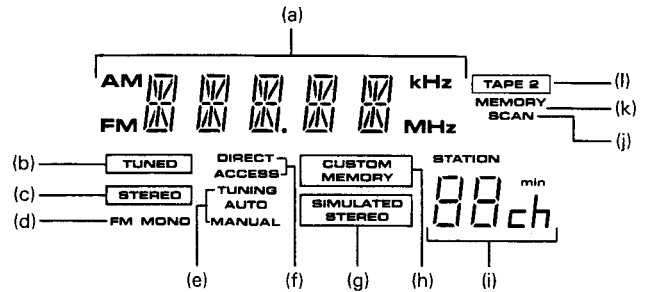 (a)
AM kHz TAPE 2 (l)
MEMORY (k)
FM . MHz SCAN (j)
(b) TUNED DIRECT ACCESS CUSTOM MEMORY STATION
(c) STEREO TUNING AUTO MANUAL SIMULATED STEREO 88 min ch
(d) FM MONO
(e) (f) (g) (h) (i)